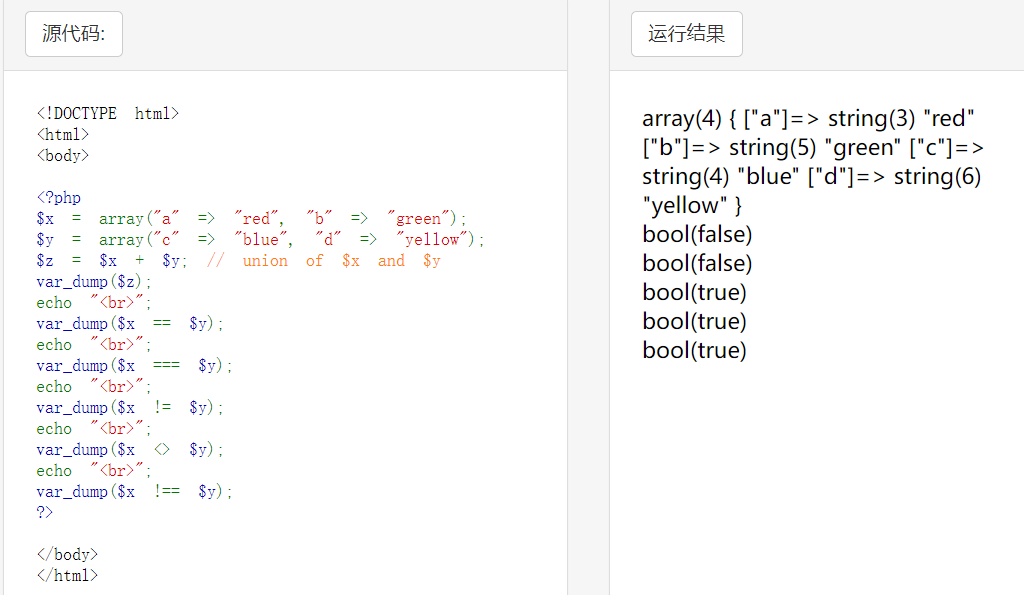 源代码:
<!DOCTYPE html>
<html>
<body>
<?php
$x = array("a" => "red", "b" => "green");
$y = array("c" => "blue", "d" => "yellow");
$z = $x + $y; // union of $x and $y
var_dump($z);
echo "<br>";
var_dump($x == $y);
echo "<br>";
var_dump($x === $y);
echo "<br>";
var_dump($x != $y);
echo "<br>";
var_dump($x <> $y);
echo "<br>";
var_dump($x !== $y);
?>
</body>
</html>
运行结果
array(4) { ["a"]=> string(3) "red"
["b"]=> string(5) "green" ["c"]=>
string(4) "blue" ["d"]=> string(6)
"yellow" }
bool(false)
bool(false)
bool(true)
bool(true)
bool(true)